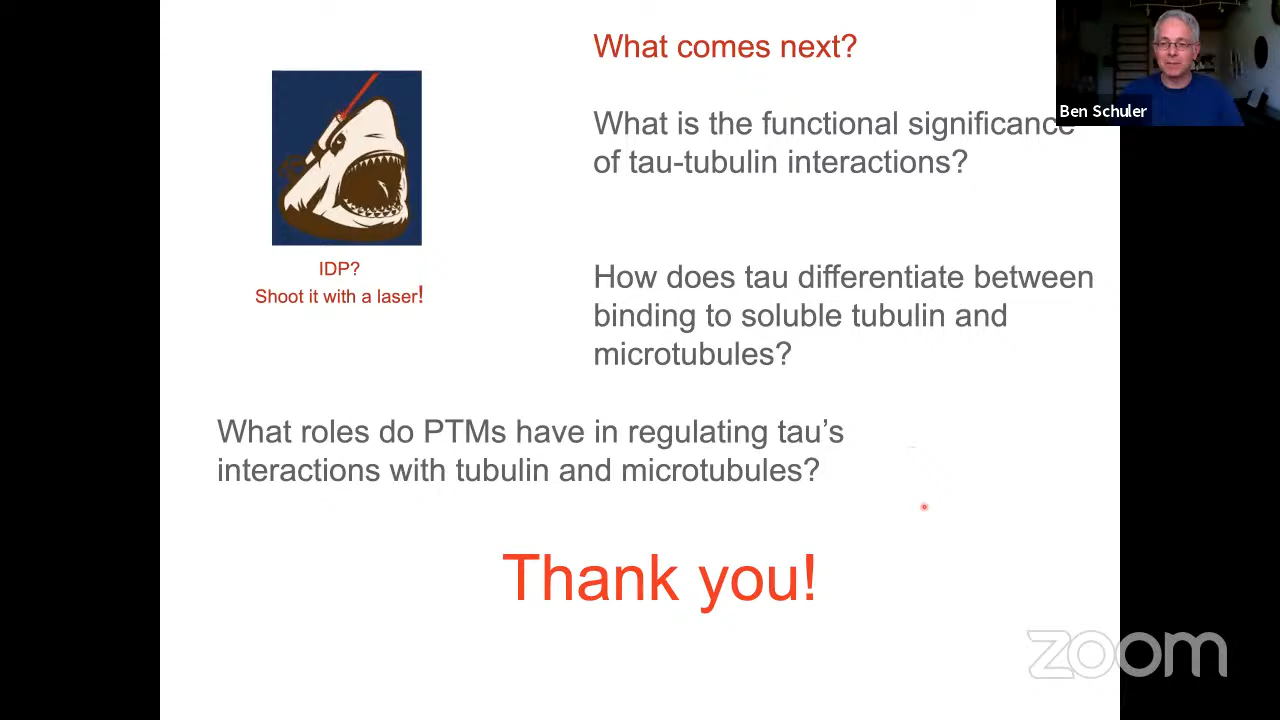 What comes next?
Ben Schuler
What is the functional significance
of tau-tubulin interactions?
IDP?
Shoot it with a laser!
How does tau differentiate between
binding to soluble tubulin and
microtubules?
What roles do PTMs have in regulating tau’s
interactions with tubulin and microtubules?
Thank you!
zoom